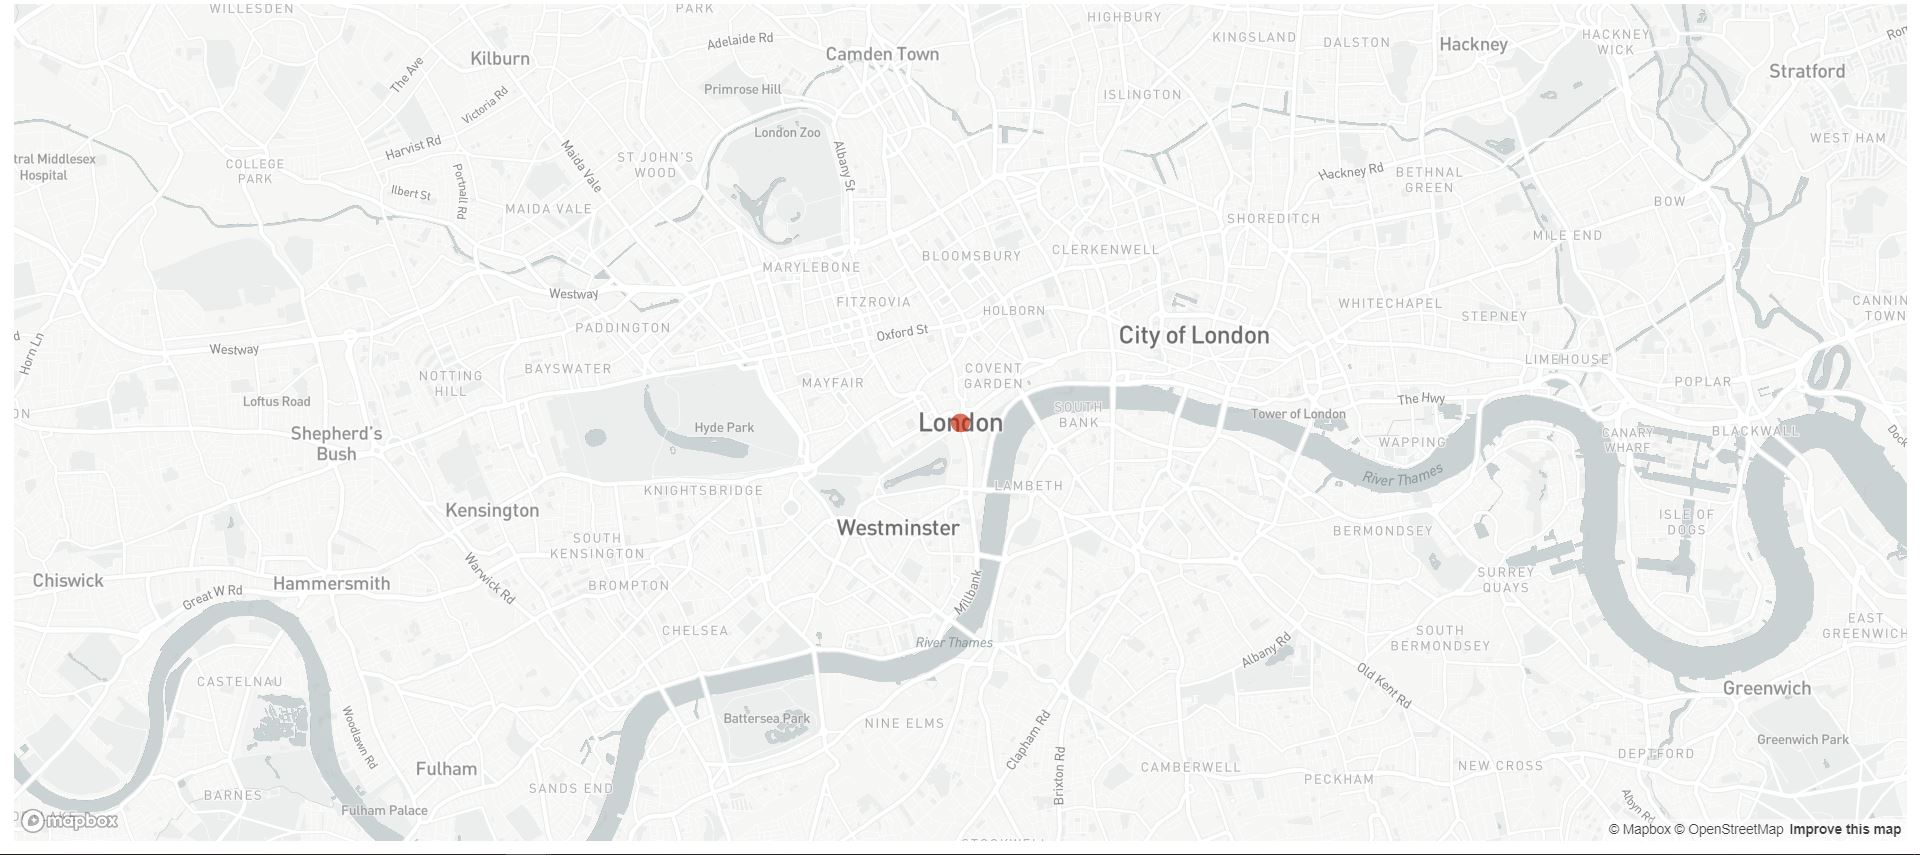 WILLESDEN
PARK
HIGHBURY
KINGSLAND
DALSTON
Hackney
HACKNEY
WICK
Adelaide Rd
Camden Town
Kilburn
The Ave
Stratford
Primrose Hill
ISLINGTON
Victoria Rd
London Zoo
WEST HAM
Harvist Rd
Maida Vale
ST JOHN'S
WOOD
Albany St
tral Middlesex
Hospital
COLLEGE
PARK
Portnall Rd
Ilbert St
Hackney Rd
BETHNAL
GREEN
MAIDA VALE
BOW
SHOREDITCH
MILE END
BLOOMSBURY
CLERKENWELL
MARYLEBONE
Westway
FITZROVIA
HOLBORN
WHITECHAPEL
STEPNEY
CANNIN
TOWN
PADDINGTON
Oxford St
City of London
Horn Ln
Westway
LIMEHOUSE
BAYSWATER
NOTTING
HILL
MAYFAIR
COVENT
GARDEN
POPLAR
Loftus Road
The Hwy
SOUTH
BANK
Tower of London
London
Hyde Park
Shepherd's
Bush
WAPPING
CANARY
WHARF
BLACKWALL
Dock
River Thames
KNIGHTSBRIDGE
LAMBETH
Kensington
Westminster
BERMONDSEY
ISLE OF
DOGS
SOUTH
KENSINGTON
Chiswick
Hammersmith
Great W Rd
Warwick Rd
BROMPTON
Millbank
SURREY
QUAYS
CHELSEA
River Thames
Albany Rd
SOUTH
BERMONDSEY
EAST
GREENWICH
CASTELNAU
Old Kent Rd
Greenwich
Woodlawn Rd
Battersea Park
NINE ELMS
Clapham Rd
Greenwich Park
DEPTFORD
Fulham
Brixton Rd
CAMBERWELL
PECKHAM
NEW CROSS
BARNES
SANDS END
Fulham Palace
mapbox
© Mapbox © OpenStreetMap Improve this map